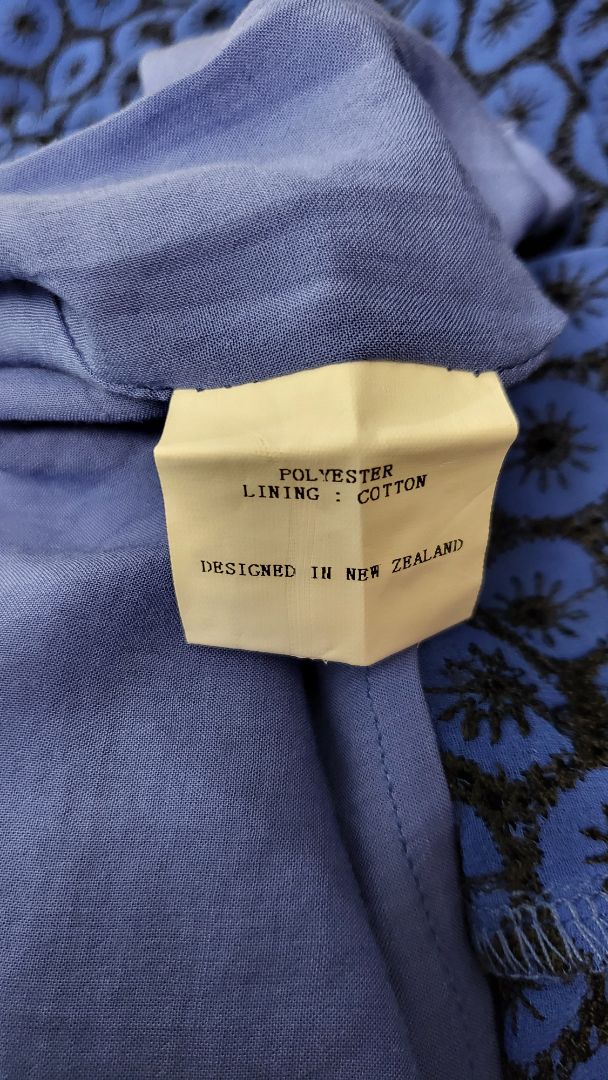 POLYESTER
LINING : COTTON
DESIGNED IN NEW ZEALAND